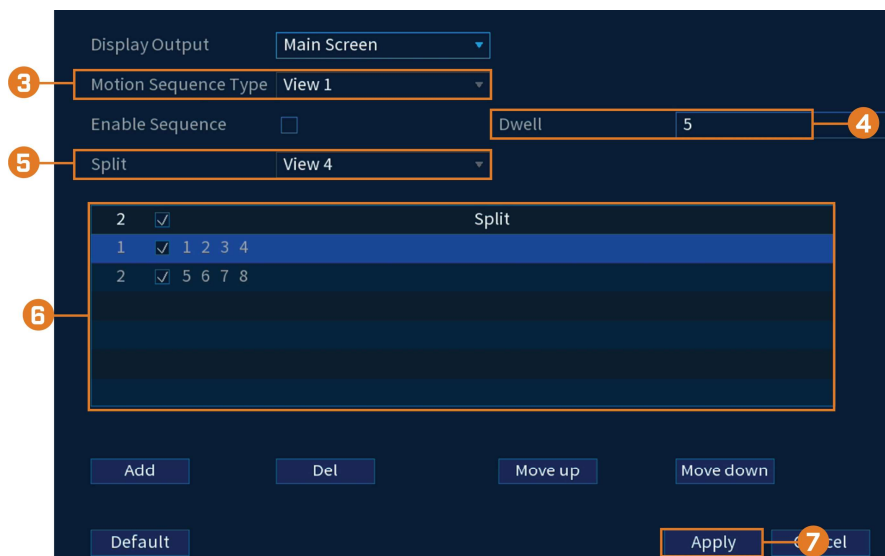 Display Output Main Screen
3 Motion Sequence Type View 1
Enable Sequence Dwell 5 4
5 Split View 4
2 Split
1 1 2 3 4
2 5 6 7 8
6
Add Del Move up Move down
Default Apply 7